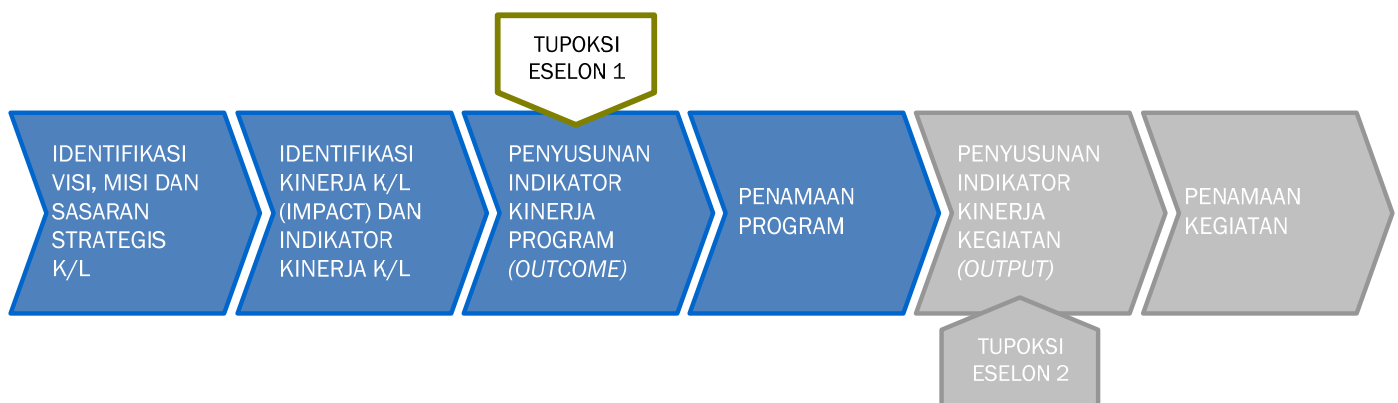 TUPOKSI
ESELON 1
IDENTIFIKASI
VISI, MISI DAN
SASARAN
STRATEGIS
K/L
IDENTIFIKASI
KINERJA K/L
(IMPACT) DAN
INDIKATOR
KINERJA K/L
PENYUSUNAN
INDIKATOR
KINERJA
PROGRAM
(OUTCOME)
PENAMAAN
PROGRAM
PENYUSUNAN
INDIKATOR
KINERJA
KEGIATAN
(OUTPUT)
PENAMAAN
KEGIATAN
TUPOKSI
ESELON 2